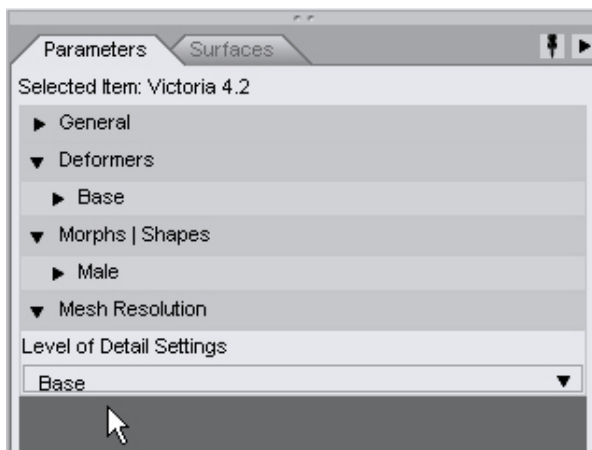 Parameters
Surfaces
Selected Item: Victoria 4.2
General
Deformers
Base
Morphs | Shapes
Male
Mesh Resolution
Level of Detail Settings
Base